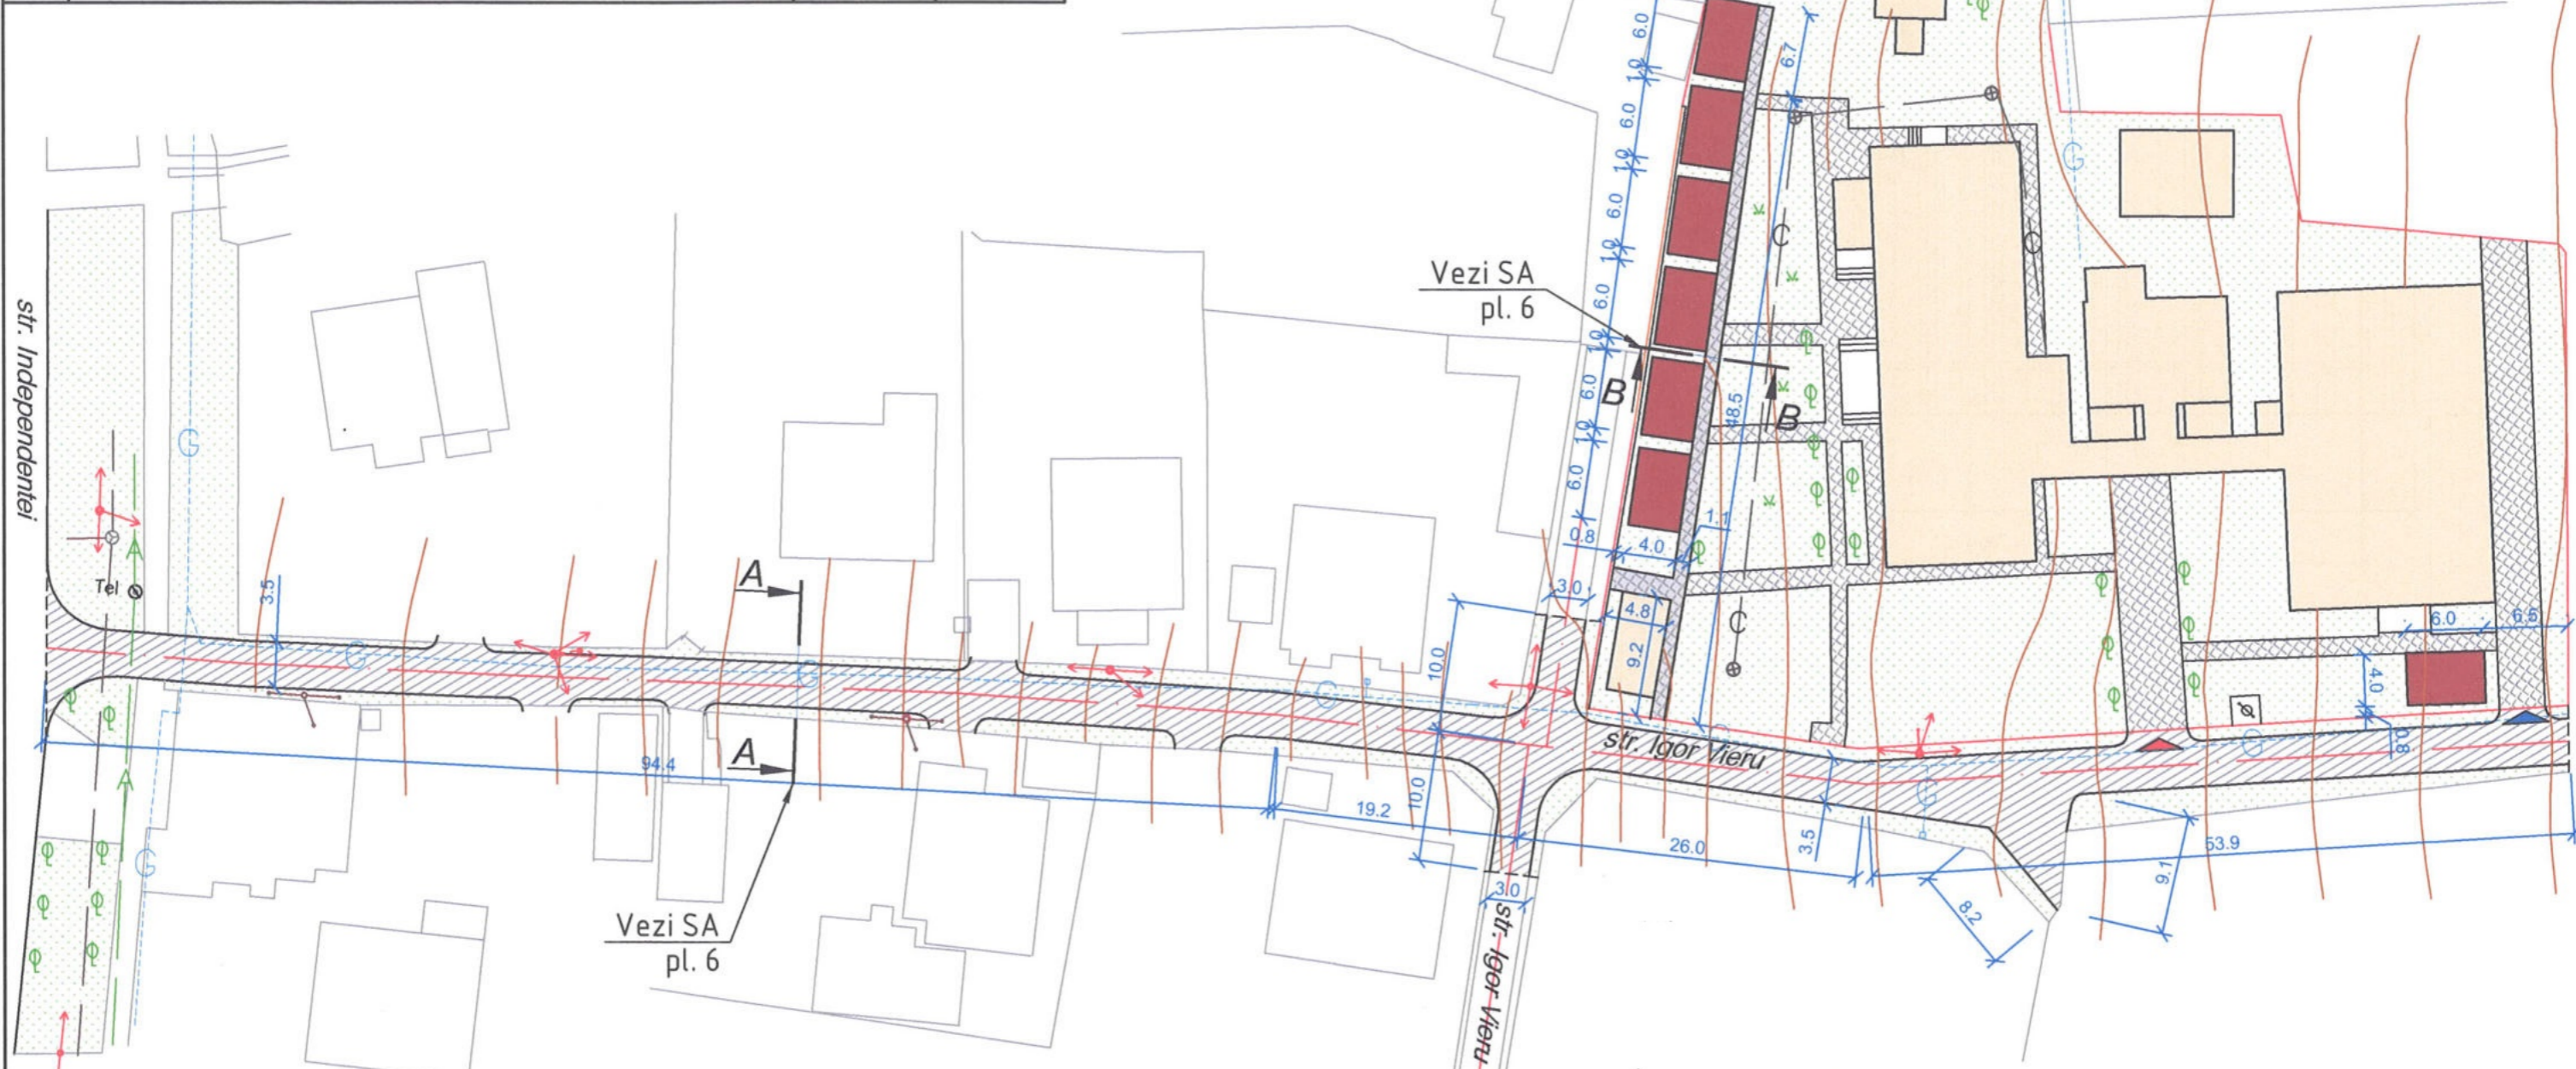 6.0
1.0
6.0
1.0
6.0
1.0
6.0
1.0
6.0
1.0
6.0
0.8
4.0
1.1
6.7
48.5
G
C
Vezi SA
pl. 6
B
B
str. Independentei
G
A
Tel
3.5
A
G
G
G
3.0
4.8
9.2
10.0
C
6.0
6.5
4.0
0.8
str. Igor Vieru
G
G
A
94.4
A
G
19.2
10.0
26.0
3.5
53.9
9.1
8.2
3.0
Vezi SA
pl. 6
str. Igor Vieru